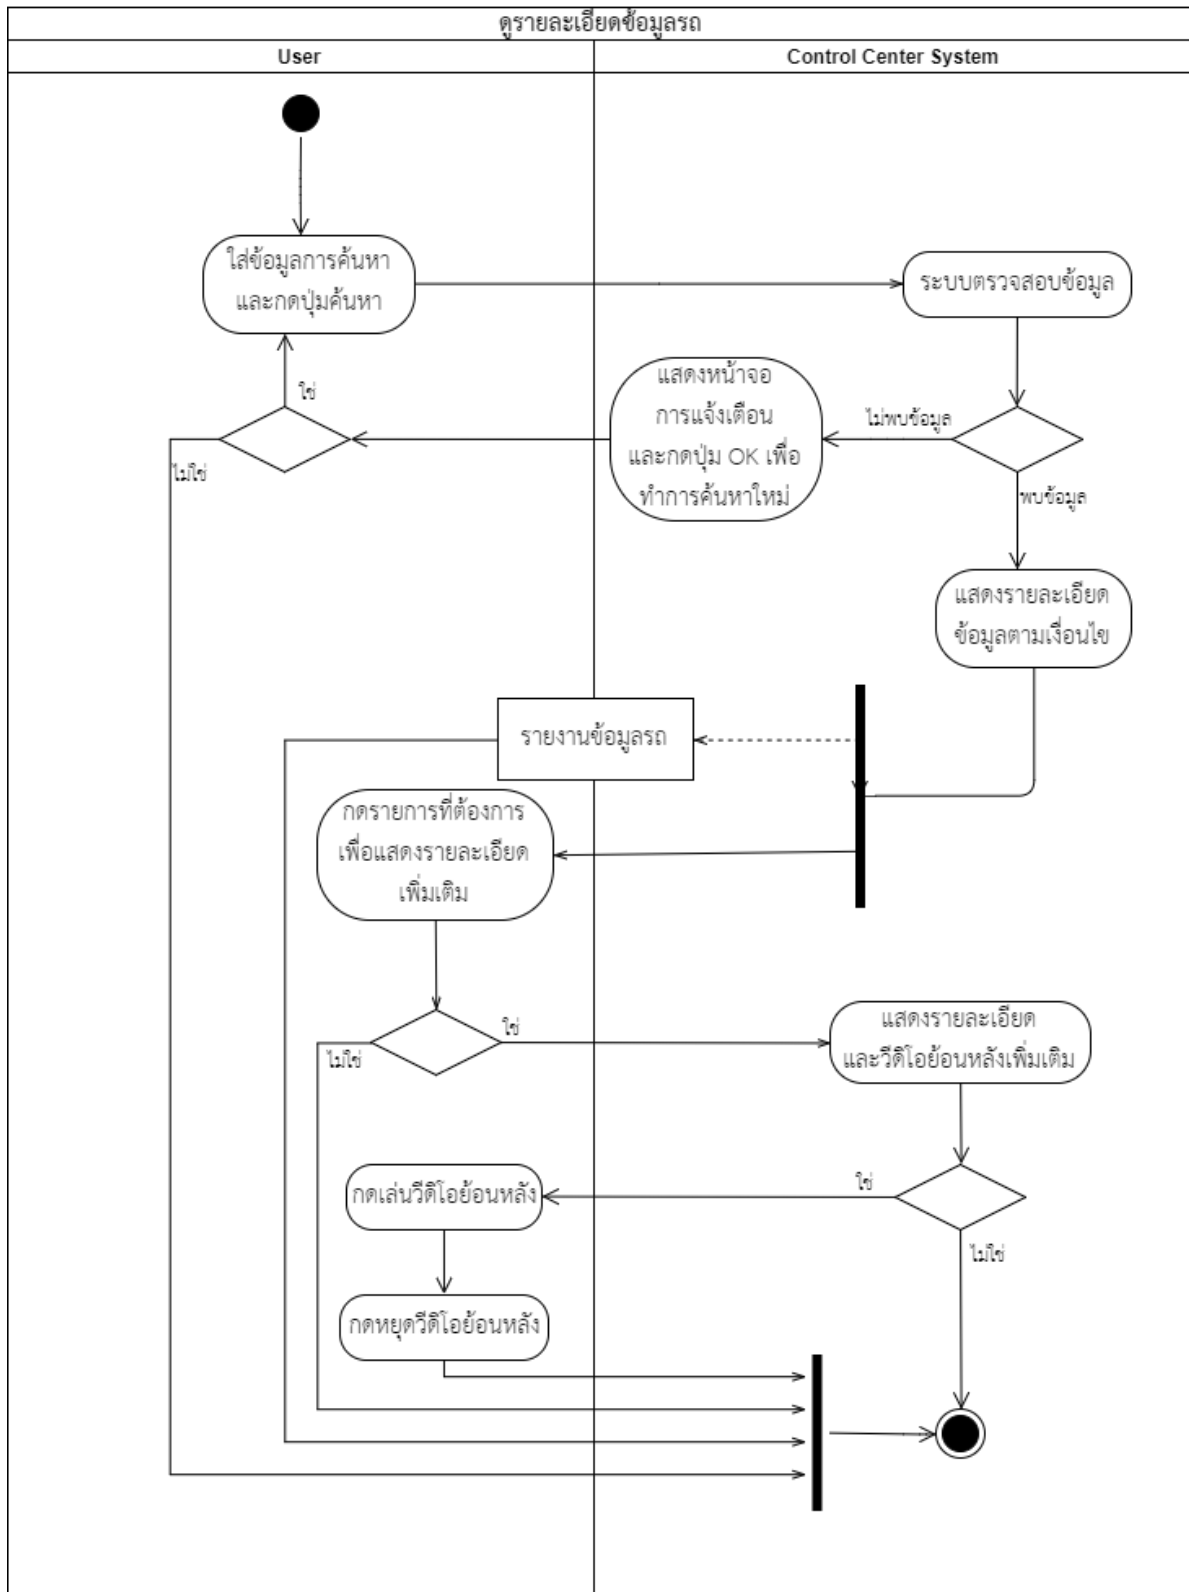 ดูรายละเอียดข้อมูลรถ
User
Control Center System
ใส่ข้อมูลการค้นหา
และกดปุ่มค้นหา
ระบบตรวจสอบข้อมูล
แสดงหน้าจอ
การแจ้งเตือน
และกดปุ่ม OK เพื่อ
ทำการค้นหาใหม่
ใช่
ไม่พบข้อมูล
ไม่ใช่
พบข้อมูล
แสดงรายละเอียด
ข้อมูลตามเงื่อนไข
รายงานข้อมูลรถ
กดรายการที่ต้องการ
เพื่อแสดงรายละเอียด
เพิ่มเติม
ใช่
ไม่ใช่
แสดงรายละเอียด
และวีดิโอย้อนหลังเพิ่มเติม
ใช่
กดเล่นวีดิโอย้อนหลัง
ไม่ใช่
กดหยุดวีดิโอย้อนหลัง